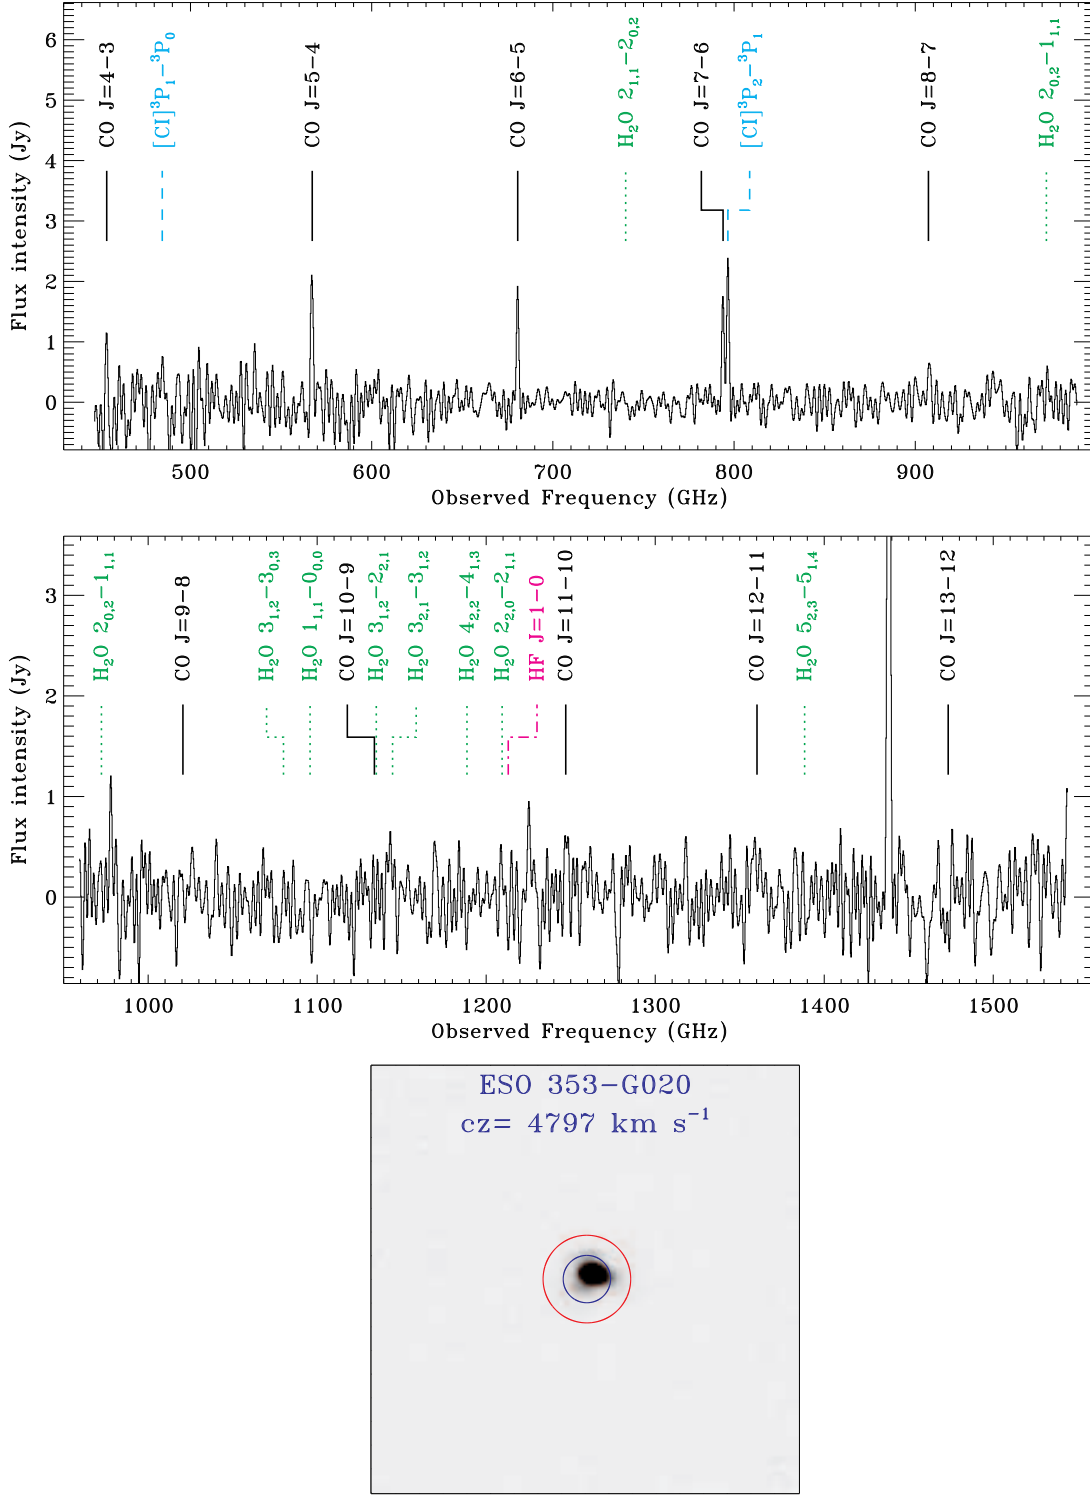 CO J=4−3
[CI]³P₁−³P₀
CO J=5−4
CO J=6−5
H₂O 2₁,₁−2₀,₂
CO J=7−6
[CI]³P₂−³P₁
CO J=8−7
H₂O 2₀,₂−1₁,₁
Flux intensity (Jy)
6
5
4
3
2
1
0
500 600 700 800 900
Observed Frequency (GHz)
H₂O 2₀,₂−1₁,₁
CO J=9−8
H₂O 3₁,₂−3₀,₃
H₂O 1₁,₁−0₀,₀
CO J=10−9
H₂O 3₁,₂−2₂,₁
H₂O 3₂,₁−3₁,₂
H₂O 4₂,₂−4₁,₃
H₂O 2₂,₀−2₁,₁
HF J=1−0
CO J=11−10
CO J=12−11
H₂O 5₂,₃−5₁,₄
CO J=13−12
Flux intensity (Jy)
3
2
1
0
1000 1100 1200 1300 1400 1500
Observed Frequency (GHz)
ESO 353−G020
cz= 4797 km s⁻¹